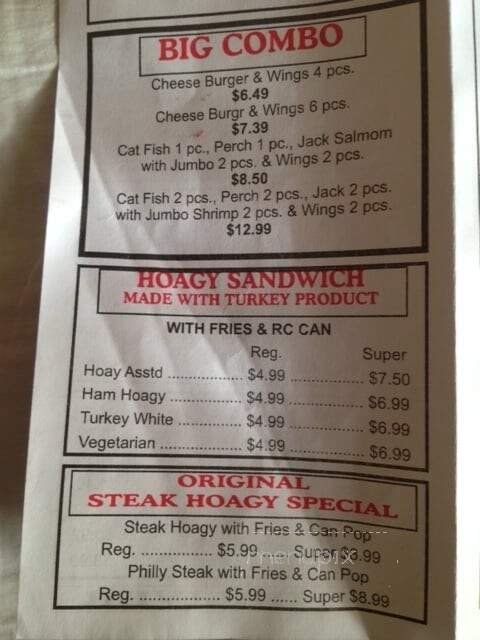 BIG COMBO
Cheese Burger & Wings 4 pcs.
$6.49
Cheese Burgr & Wings 6 pcs.
$7.39
Cat Fish 1 pc., Perch 1 pc., Jack Salmom
with Jumbo 2 pcs. & Wings 2 pcs.
$8.50
Cat Fish 2 pcs., Perch 2 pcs., Jack 2 pcs.
with Jumbo Shrimp 2 pcs. & Wings 2 pcs.
$12.99
HOAGY SANDWICH
MADE WITH TURKEY PRODUCT
WITH FRIES & RC CAN
Reg. Super
Hoay Asstd .................. $4.99 .................. $7.50
Ham Hoagy .................. $4.99 .................. $6.99
Turkey White ................ $4.99 .................. $6.99
Vegetarian .................... $4.99 .................. $6.99
ORIGINAL
STEAK HOAGY SPECIAL
Steak Hoagy with Fries & Can Pop
Reg. ................ $5.99 ...... Super $8.99
Philly Steak with Fries & Can Pop
Reg. .................. $5.99 ...... Super $8.99
menupix